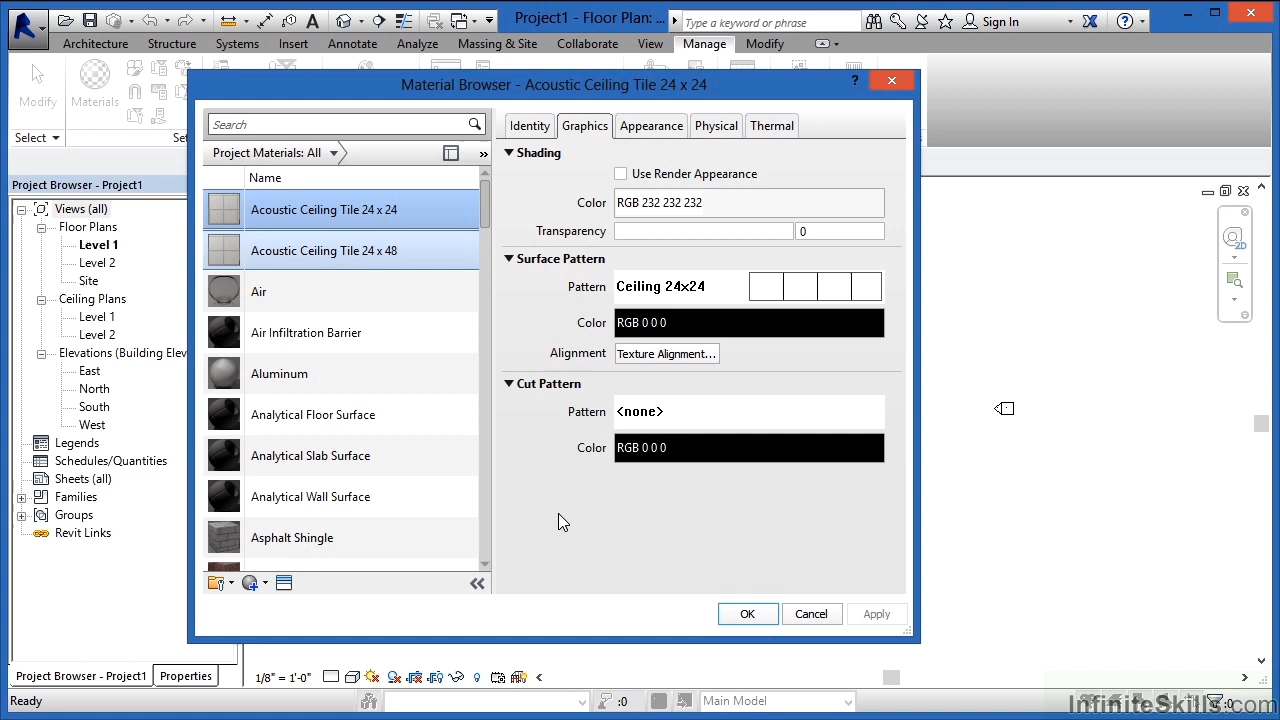 Project1 - Floor Plan: ...
Type a keyword or phrase
Sign In
Architecture
Structure
Systems
Insert
Annotate
Analyze
Massing & Site
Collaborate
View
Manage
Modify
Modify
Materials
Select
Material Browser - Acoustic Ceiling Tile 24 x 24
Search
Project Materials: All
Name
Acoustic Ceiling Tile 24 x 24
Acoustic Ceiling Tile 24 x 48
Air
Air Infiltration Barrier
Aluminum
Analytical Floor Surface
Analytical Slab Surface
Analytical Wall Surface
Asphalt Shingle
Identity
Graphics
Appearance
Physical
Thermal
Shading
Use Render Appearance
Color
RGB 232 232 232
Transparency
0
Surface Pattern
Pattern
Ceiling 24x24
Color
RGB 0 0 0
Alignment
Texture Alignment...
Cut Pattern
Pattern
<none>
Color
RGB 0 0 0
OK
Cancel
Apply
Project Browser - Project1
Views (all)
Floor Plans
Level 1
Level 2
Site
Ceiling Plans
Level 1
Level 2
Elevations (Building Elev
East
North
South
West
Legends
Schedules/Quantities
Sheets (all)
Families
Groups
Revit Links
2D
Project Browser - Project1
Properties
1/8" = 1'-0"
Ready
:0
Main Model
InfiniteSkills.com